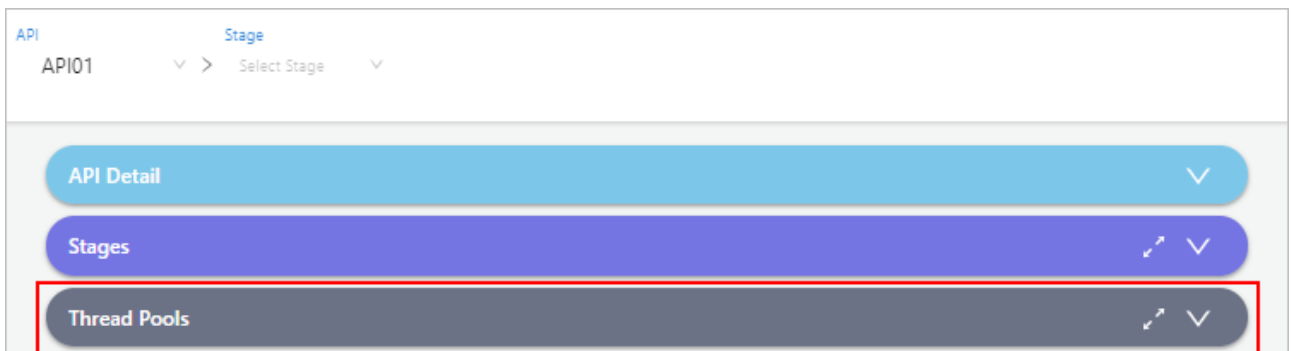 API Stage
API01 > Select Stage
API Detail
Stages
Thread Pools